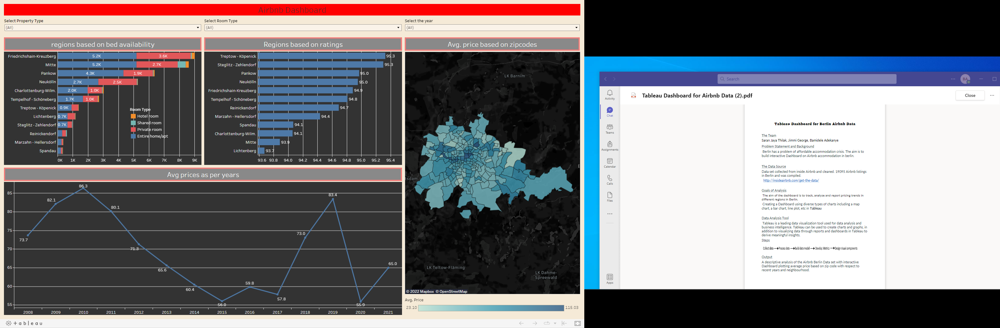 Airbnb Dashboard
Select Property Type
(All)
Select Room Type
(All)
Select the year
(All)
regions based on bed availability
Friedrichshain-Kreuzberg 5.2K 3.6K
Mitte 5.2K 2.7K
Pankow 4.3K 1.9K
Neukölln 2.7K 2.5K
Charlottenburg-Wilm. 2.0K 1.0K
Tempelhof - Schöneberg 1.7K 1.0K
Treptow - Köpenick 0.9K
Lichtenberg 0.7K
Steglitz - Zehlendorf 0.7K
Reinickendorf
Marzahn - Hellersdorf
Spandau
0K 1K 2K 3K 4K 5K 6K 7K 8K 9K
Room Type
Hotel room
Shared room
Private room
Entire home/apt
Regions based on ratings
Treptow - Köpenick 95.3
Steglitz - Zehlendorf 95.3
Pankow 95.0
Neukölln 95.0
Friedrichshain-Kreuzberg 94.9
Tempelhof - Schöneberg 94.8
Reinickendorf 94.7
Marzahn - Hellersdorf 94.4
Spandau 94.1
Charlottenburg-Wilm. 94.1
Mitte 93.9
Lichtenberg 93.7
93.6 93.8 94.0 94.2 94.4 94.6 94.8 95.0 95.2 95.4
Avg. price based on zipcodes
LK Barnim
tsdam
E
LK Teltow-Fläming
LK Dahme-
Spreewald
© 2022 Mapbox © OpenStreetMap
Avg. Price
23.10 115.03
Avg prices as per years
85
80
75
70
65
60
55
73.7
82.1
86.3
80.1
71.3
65.6
60.4
56.0
59.8
57.8
73.0
83.4
55.9
65.0
2008 2009 2010 2011 2012 2013 2014 2015 2016 2017 2018 2019 2020 2021
+ableau
Search
BA
Activity
Chat
Teams
Assignments
Calendar
Calls
Files
Apps
Tableau Dashboard for Airbnb Data (2).pdf
Close
Tableau Dashboard for Berlin Airbnb Data
The Team
Saran Jaya Thilak, Jimmi George, Bamidele Adekanye
Problem Statement and Background
Berlin has a problem of affordable accommodation crisis. The aim is to
build interactive Dashboard on Airbnb accommodation in berlin.
The Data Source
Data set collected from inside Airbnb and cleaned. 19095 Airbnb listings
in Berlin and was compiled.
http://insideairbnb.com/get-the-data/
Goals of Analysis
The aim of the dashboard is to track, analyse and report pricing trends in
different regions in Berlin.
Creating a Dashboard using diverse types of charts including a map
chart, a bar chart, line plot, etc in Tableau
Data Analysis Tool
Tableau is a leading data visualization tool used for data analysis and
business intelligence. Tableau can be used to create charts and graphs, in
addition to visualizing data through reports and dashboards in Tableau to
derive meaningful insights.
Steps
Collect data →Process data →Build data model → Develop Metrics →Design visual components
Output
A descriptive analysis of the Airbnb Berlin Data set with interactive
Dashboard plotting average price based on zip code with respect to
recent years and neighbourhood.